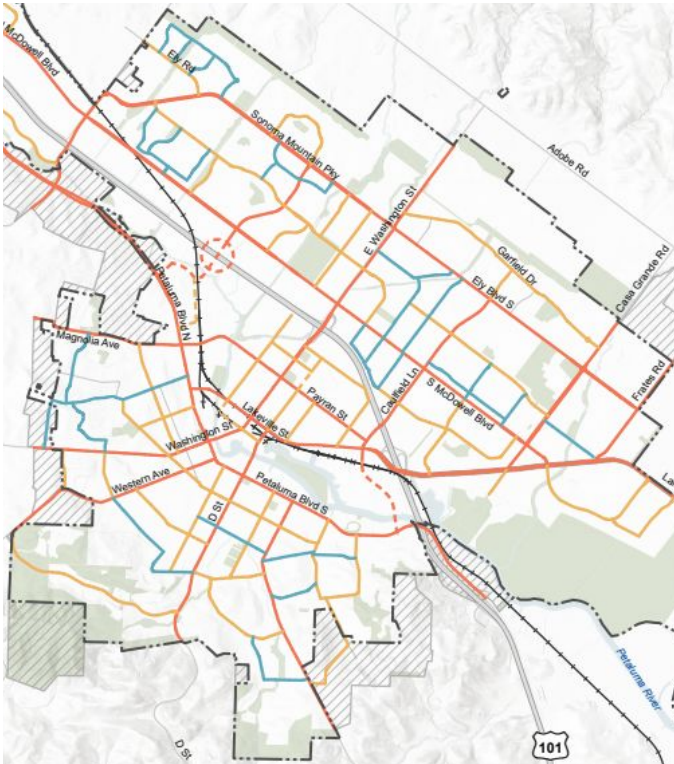 McDowell Blvd
Ely Rd
Sonoma Mountain Pky
Adobe Rd
E Washington St
Garfield Dr
Casa Grande Rd
Ely Blvd S
Petaluma Blvd N
Magnolia Ave
Frates Rd
Payran St
Caulfield Ln
S McDowell Blvd
Lakeville St
Washington St
Western Ave
Petaluma Blvd S
D St
La
Petaluma River
D St
101